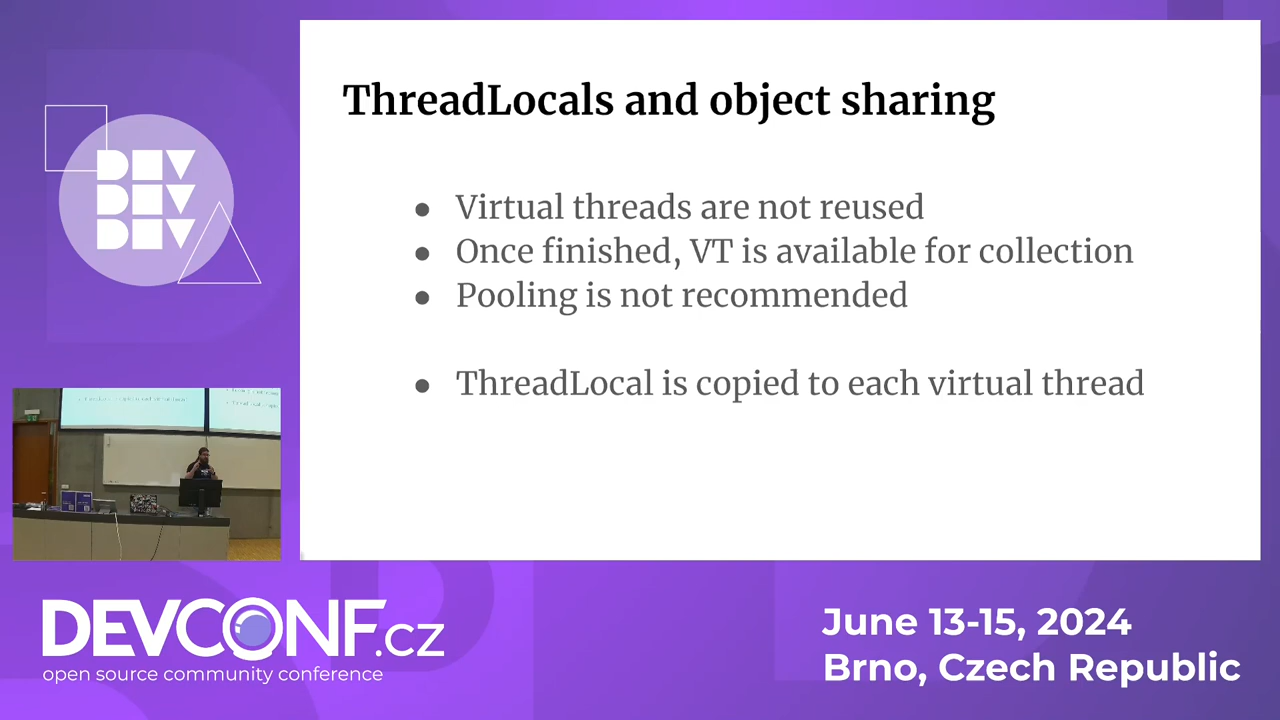 ThreadLocals and object sharing
● Virtual threads are not reused
● Once finished, VT is available for collection
● Pooling is not recommended
● ThreadLocal is copied to each virtual thread
DEV
DEV
DEV
DEVCONF.cz
open source community conference
June 13-15, 2024
Brno, Czech Republic